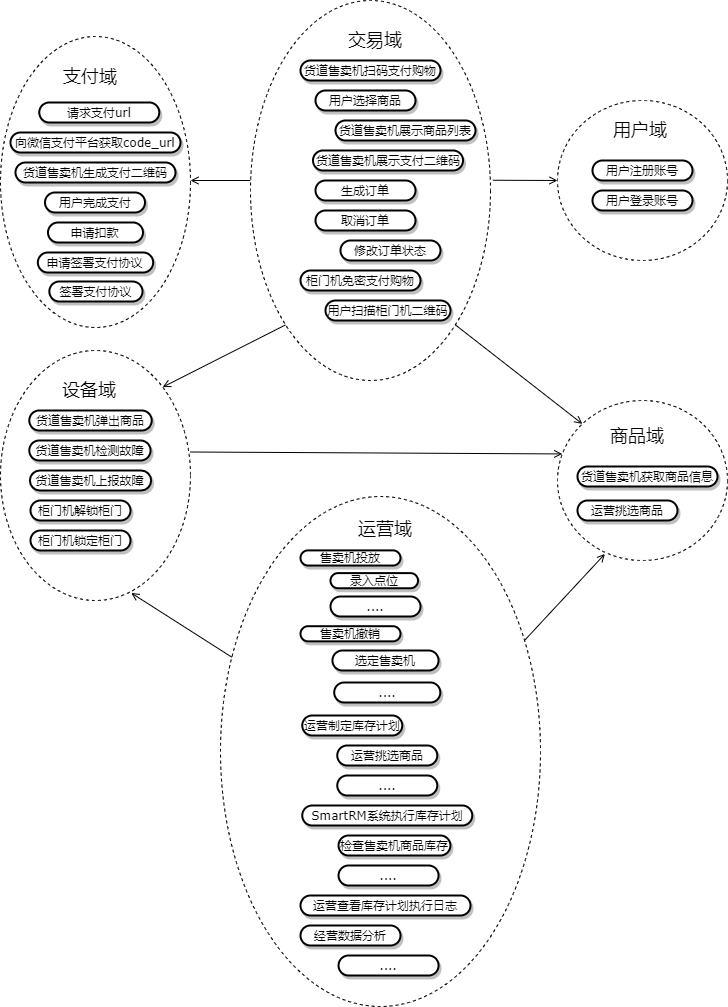 交易域
货道售卖机扫码支付购物
用户选择商品
货道售卖机展示商品列表
货道售卖机展示支付二维码
生成订单
取消订单
修改订单状态
柜门机免密支付购物
用户扫描柜门机二维码
支付域
请求支付url
向微信支付平台获取code_url
货道售卖机生成支付二维码
用户完成支付
申请扣款
申请签署支付协议
签署支付协议
用户域
用户注册账号
用户登录账号
设备域
货道售卖机弹出商品
货道售卖机检测故障
货道售卖机上报故障
柜门机解锁柜门
柜门机锁定柜门
商品域
货道售卖机获取商品信息
运营挑选商品
运营域
售卖机投放
录入点位
....
售卖机撤销
选定售卖机
....
运营制定库存计划
运营挑选商品
....
SmartRM系统执行库存计划
检查售卖机商品库存
....
运营查看库存计划执行日志
经营数据分析
....